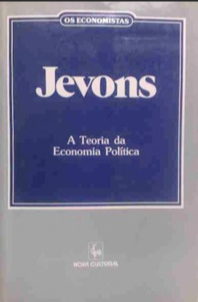 OS ECONOMISTAS
Jevons
A Teoria da
Economia Política
NOVA CULTURAL